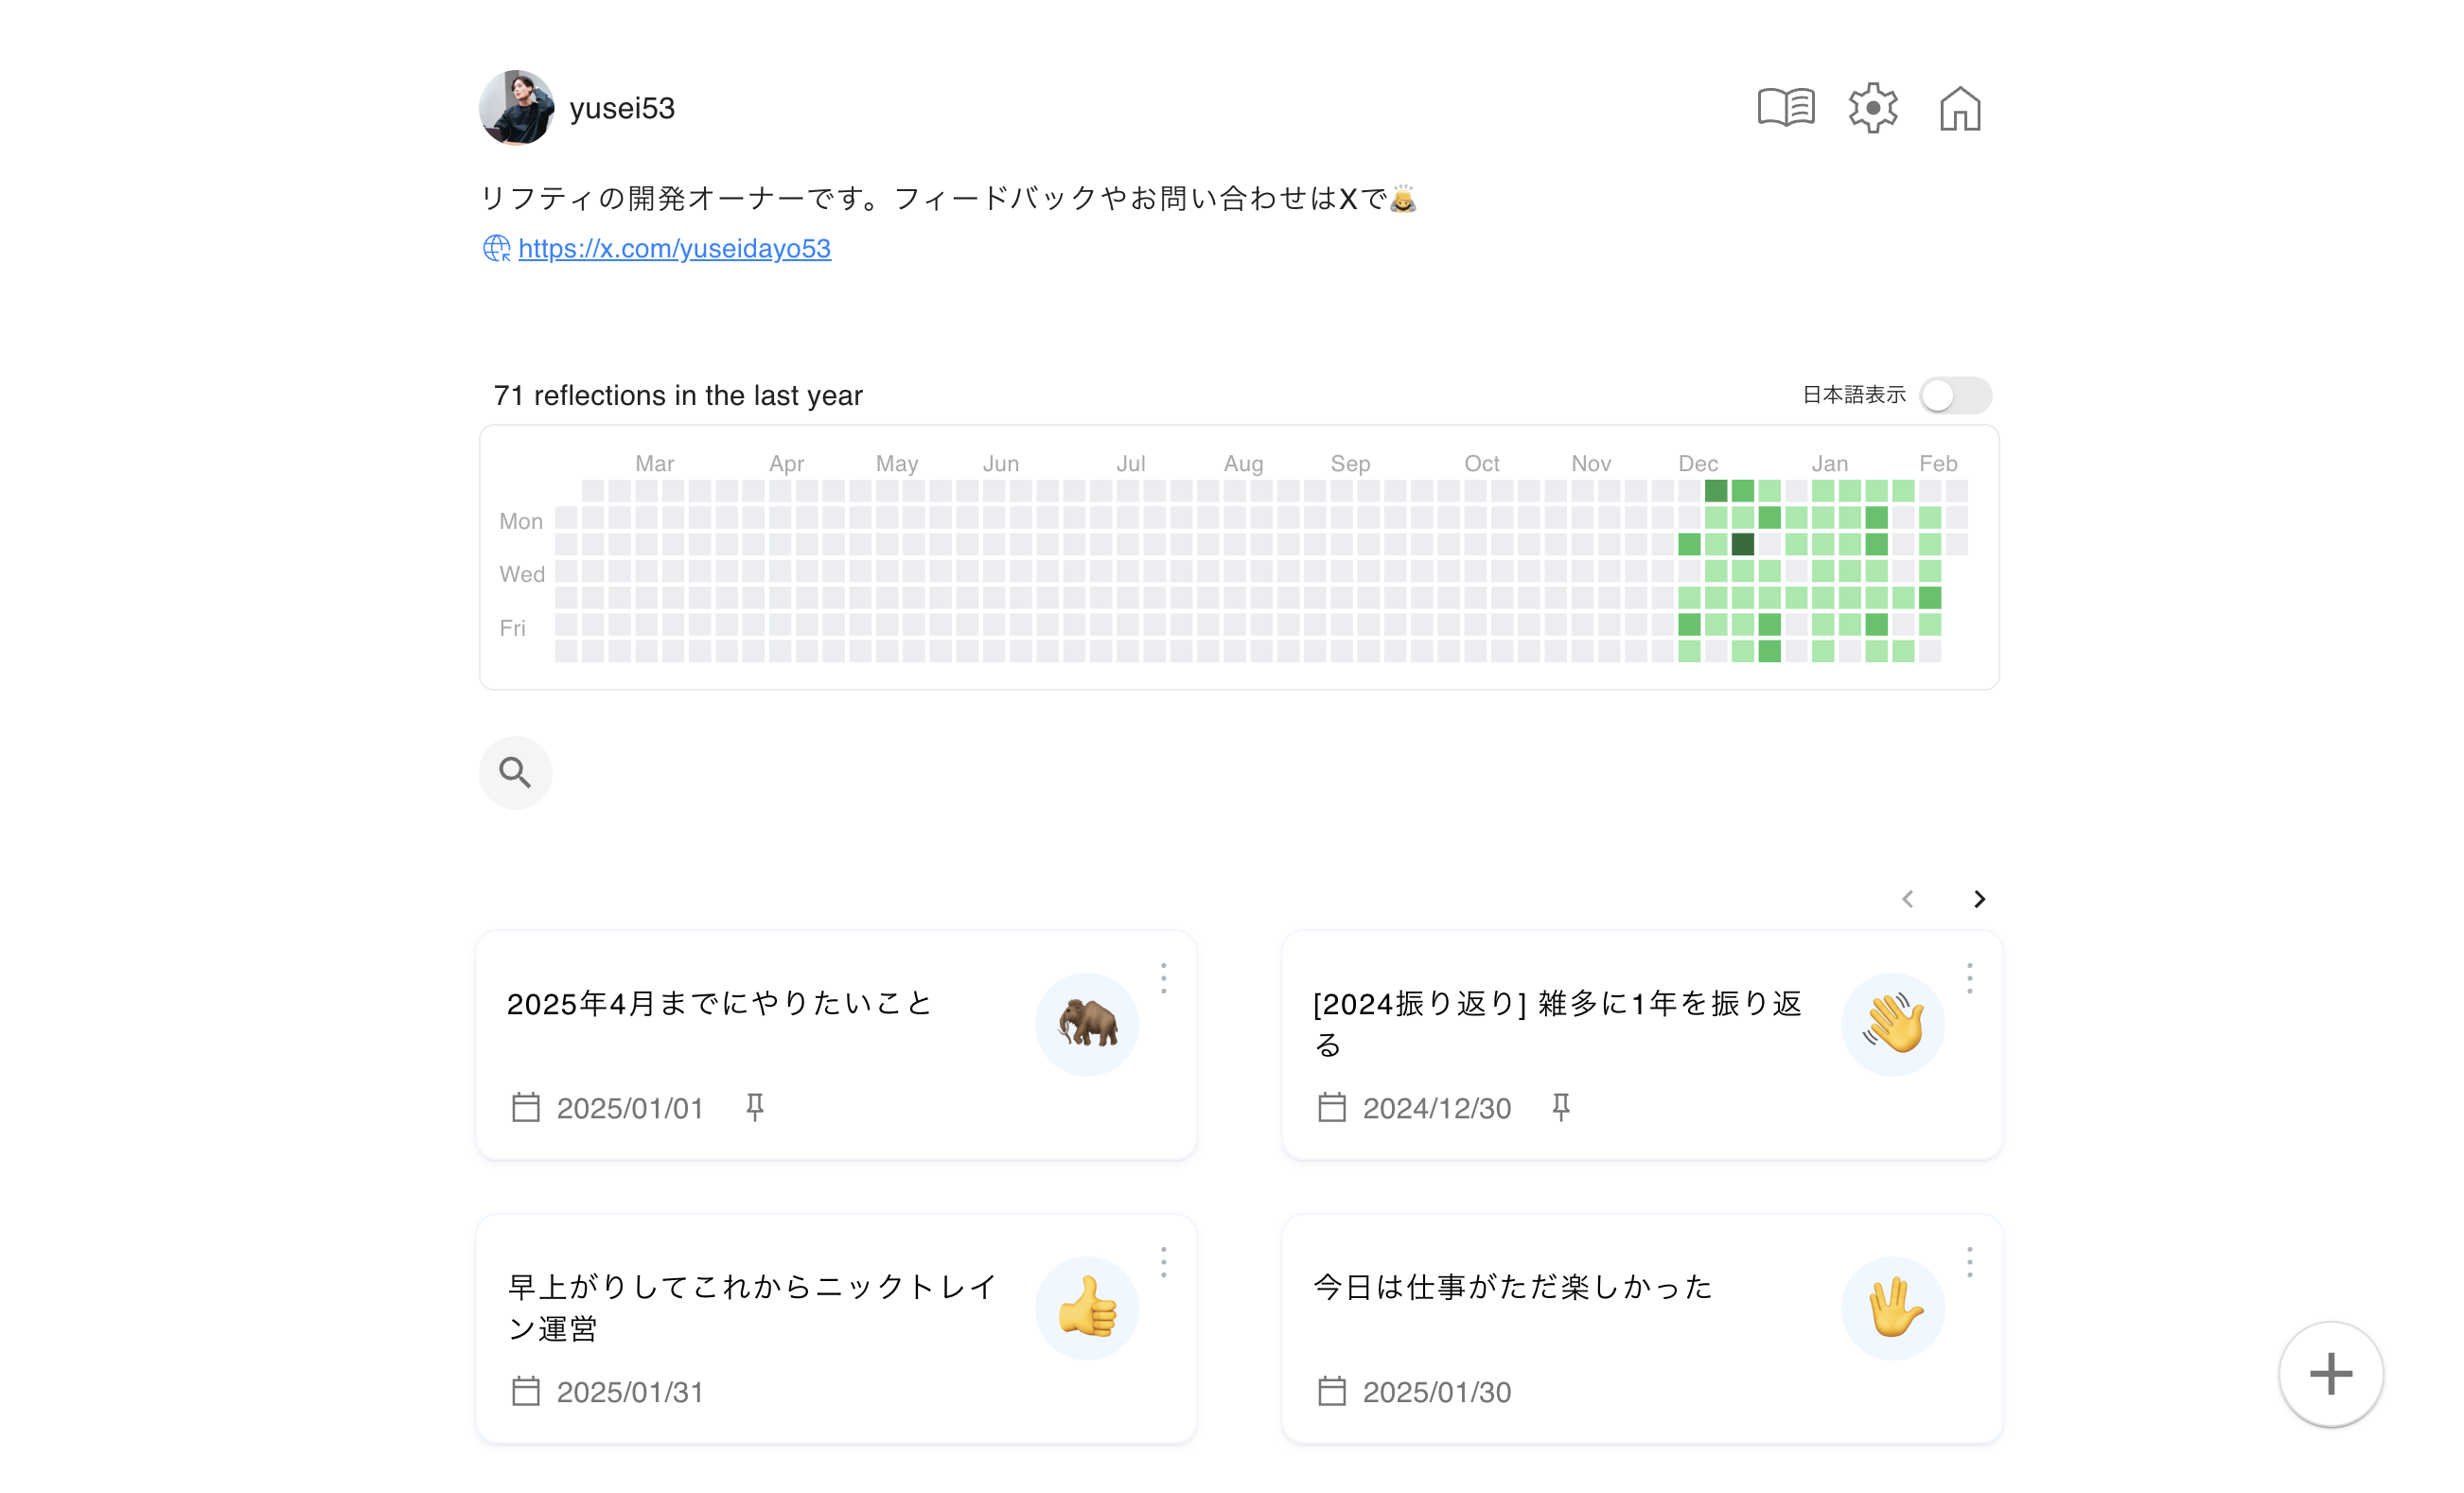 yusei53
リフティの開発オーナーです。フィードバックやお問い合わせはXで🙇
https://x.com/yuseidayo53
71 reflections in the last year
日本語表示
Mar Apr May Jun Jul Aug Sep Oct Nov Dec Jan Feb
Mon
Wed
Fri
2025年4月までにやりたいこと
2025/01/01
[2024振り返り] 雑多に1年を振り返
る
2024/12/30
早上がりしてこれからニックトレイ
ン運営
2025/01/31
今日は仕事がただ楽しかった
2025/01/30